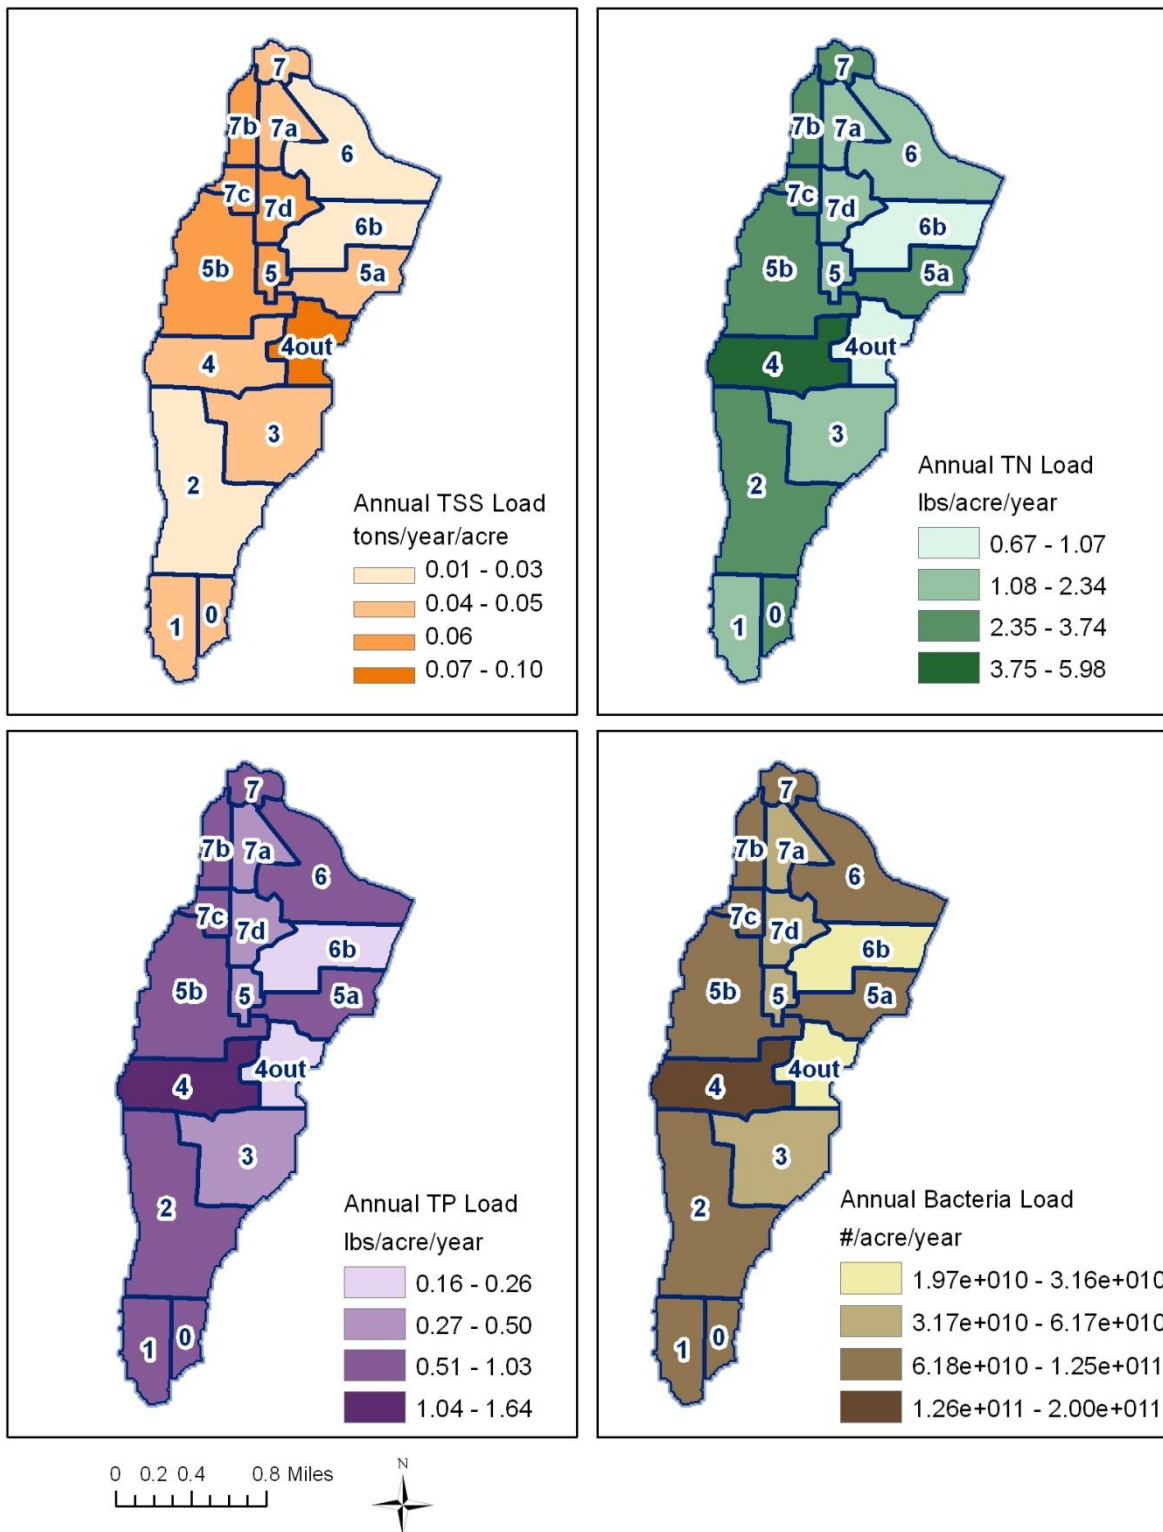 7
7b
7a
6
7c
7d
6b
5b
5
5a
4out
4
3
2
1
0
Annual TSS Load
tons/year/acre
0.01 - 0.03
0.04 - 0.05
0.06
0.07 - 0.10
7
7b
7a
6
7c
7d
6b
5b
5
5a
4out
4
3
2
1
0
Annual TN Load
lbs/acre/year
0.67 - 1.07
1.08 - 2.34
2.35 - 3.74
3.75 - 5.98
7
7b
7a
6
7c
7d
6b
5b
5
5a
4out
4
3
2
1
0
Annual TP Load
lbs/acre/year
0.16 - 0.26
0.27 - 0.50
0.51 - 1.03
1.04 - 1.64
7
7b
7a
6
7c
7d
6b
5b
5
5a
4out
4
3
2
1
0
Annual Bacteria Load
#/acre/year
1.97e+010 - 3.16e+010
3.17e+010 - 6.17e+010
6.18e+010 - 1.25e+011
1.26e+011 - 2.00e+011
0 0.2 0.4 0.8 Miles
N